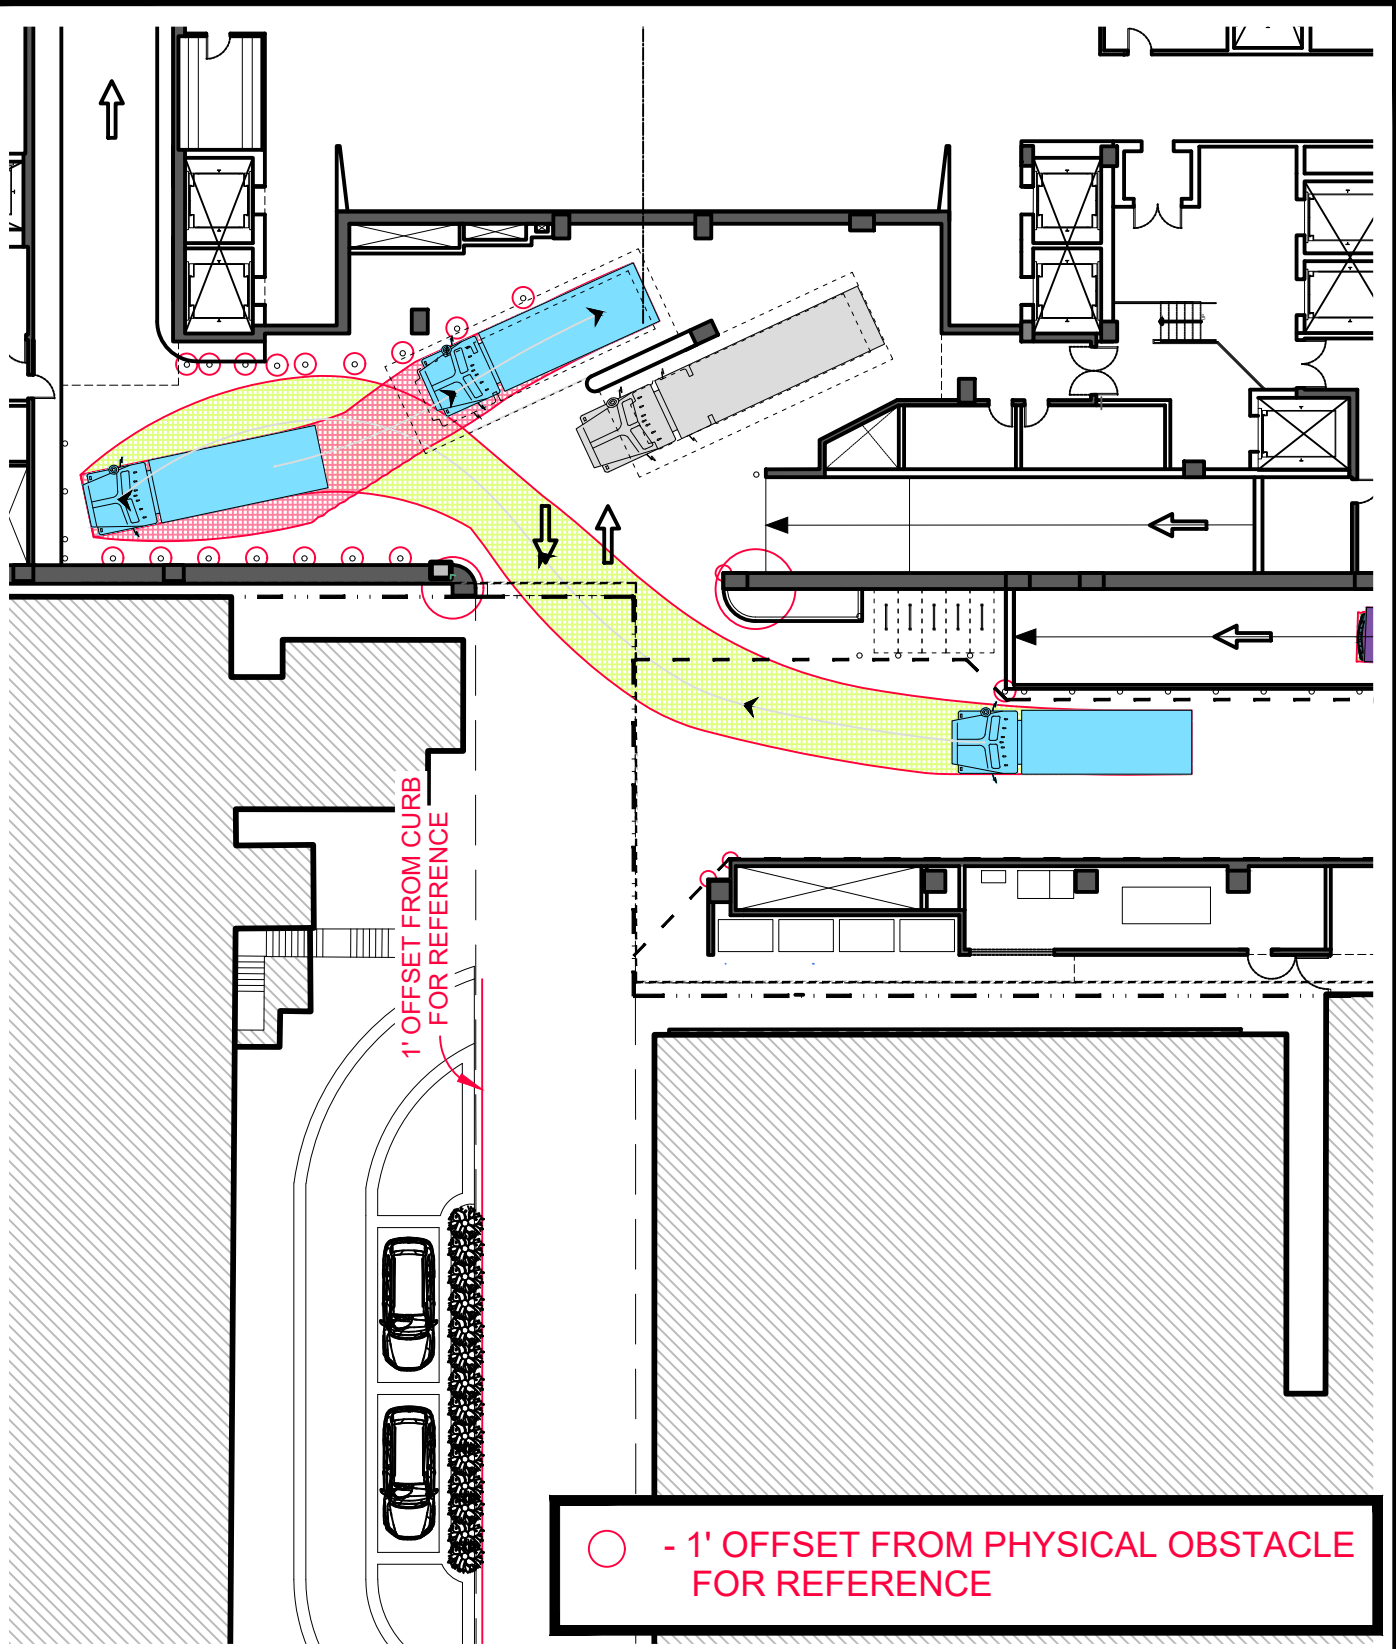 1' OFFSET FROM CURB
FOR REFERENCE
- 1' OFFSET FROM PHYSICAL OBSTACLE
FOR REFERENCE